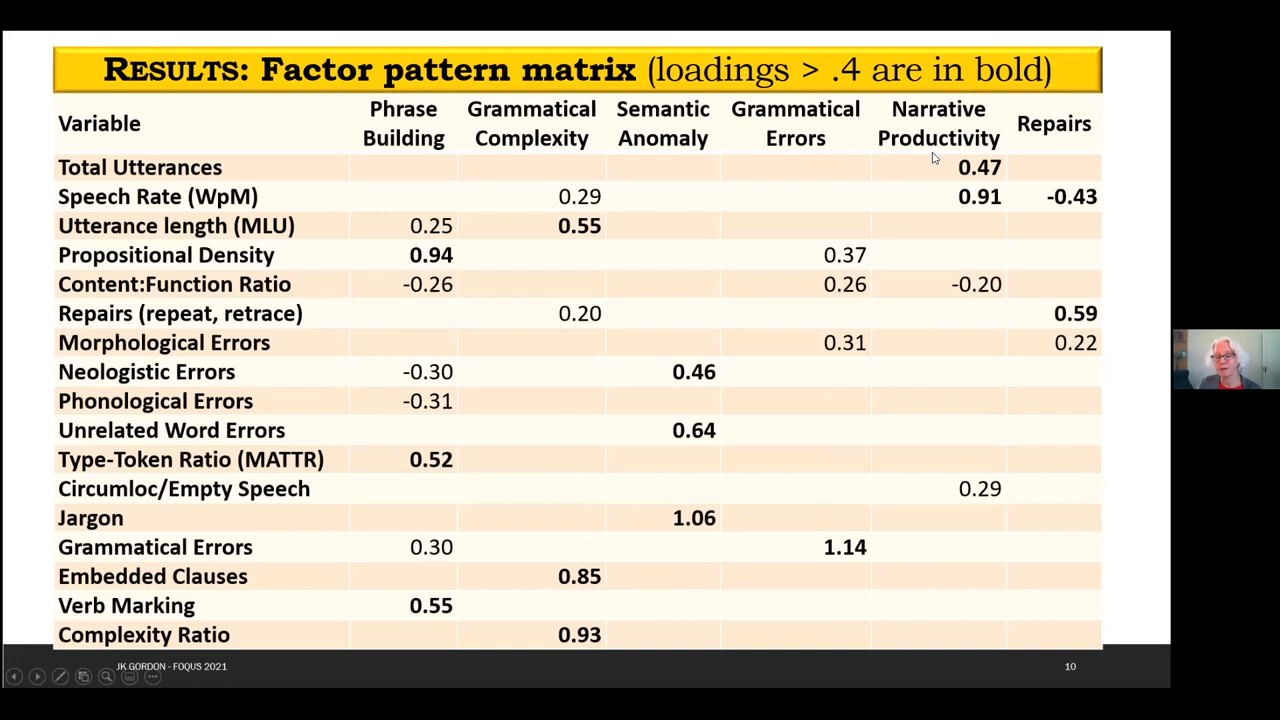 RESULTS: Factor pattern matrix (loadings > .4 are in bold)
Variable Phrase Building Grammatical Complexity Semantic Anomaly Grammatical Errors Narrative Productivity Repairs
Total Utterances 0.47
Speech Rate (WpM) 0.29 0.91 -0.43
Utterance length (MLU) 0.25 0.55
Propositional Density 0.94 0.37
Content:Function Ratio -0.26 0.26 -0.20
Repairs (repeat, retrace) 0.20 0.59
Morphological Errors 0.31 0.22
Neologistic Errors -0.30 0.46
Phonological Errors -0.31
Unrelated Word Errors 0.64
Type-Token Ratio (MATTR) 0.52
Circumloc/Empty Speech 0.29
Jargon 1.06
Grammatical Errors 0.30 1.14
Embedded Clauses 0.85
Verb Marking 0.55
Complexity Ratio 0.93
JK GORDON - FOQUS 2021 10